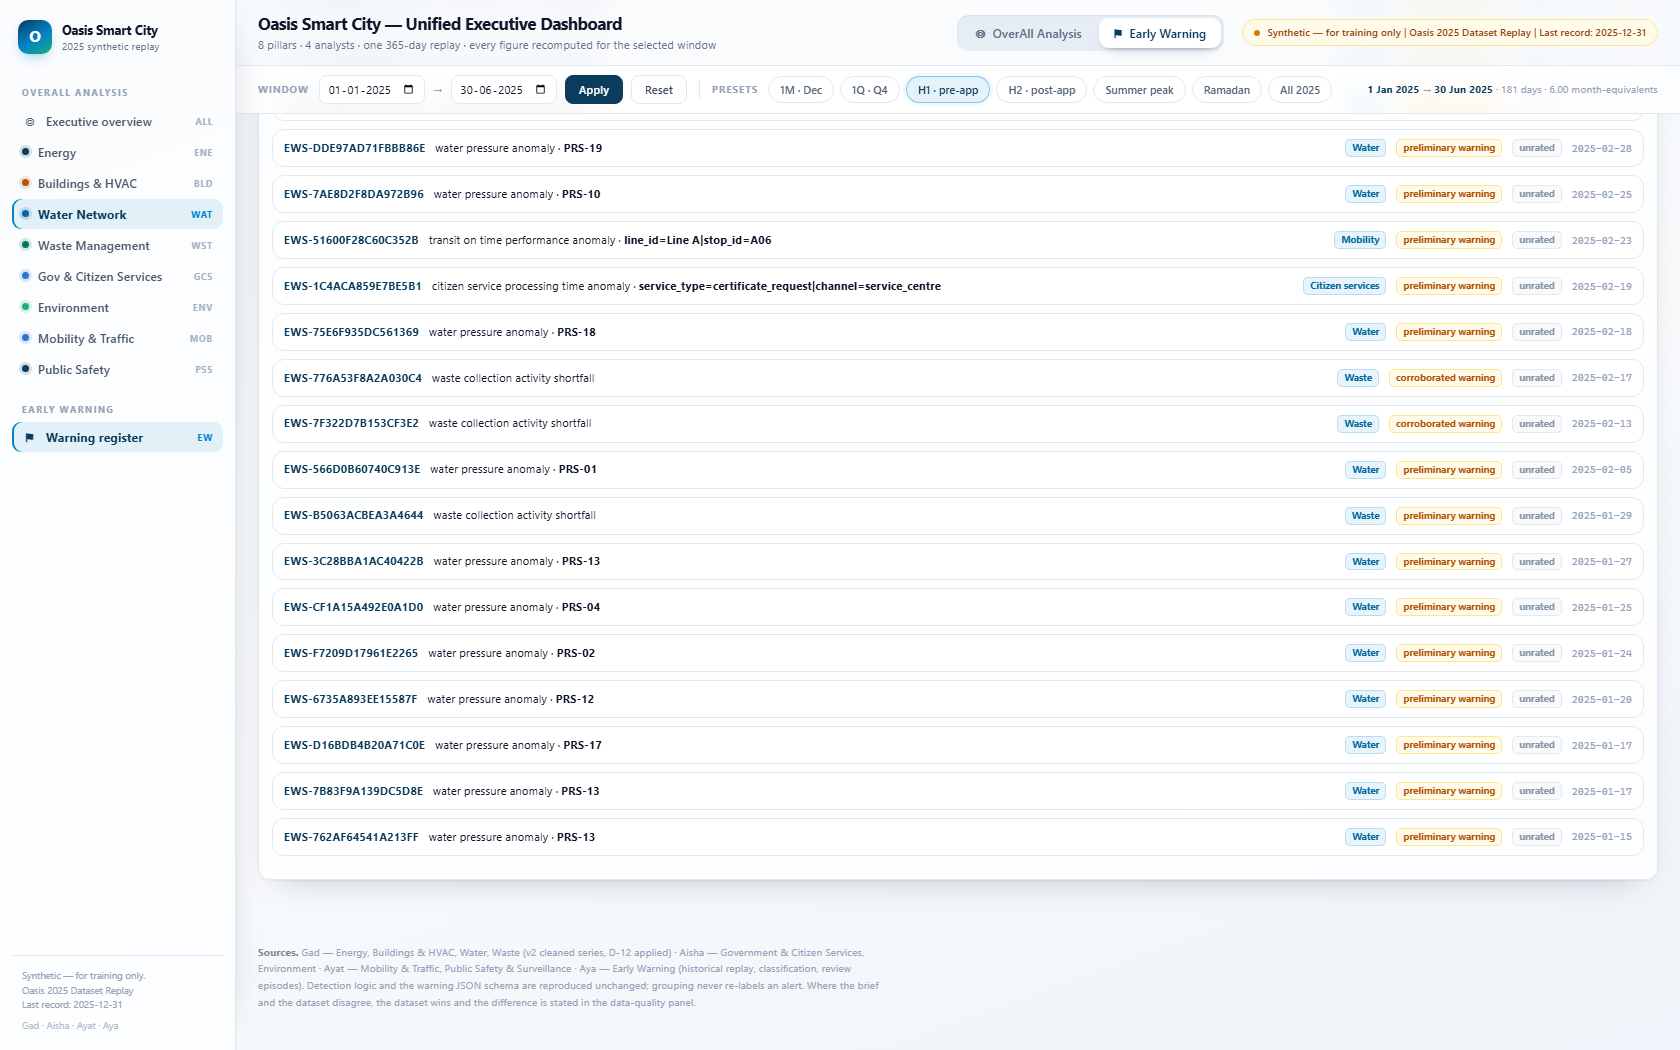 O
Oasis Smart City
2025 synthetic replay
OVERALL ANALYSIS
Executive overview ALL
Energy ENE
Buildings & HVAC BLD
Water Network WAT
Waste Management WST
Gov & Citizen Services GCS
Environment ENV
Mobility & Traffic MOB
Public Safety PSS
EARLY WARNING
Warning register EW
Synthetic — for training only.
Oasis 2025 Dataset Replay
Last record: 2025-12-31
Gad · Aisha · Ayat · Aya
Oasis Smart City — Unified Executive Dashboard
8 pillars · 4 analysts · one 365-day replay · every figure recomputed for the selected window
OverAll Analysis Early Warning
Synthetic — for training only | Oasis 2025 Dataset Replay | Last record: 2025-12-31
WINDOW 01-01-2025 → 30-06-2025 Apply Reset PRESETS 1M · Dec 1Q · Q4 H1 · pre-app H2 · post-app Summer peak Ramadan All 2025 1 Jan 2025 → 30 Jun 2025 · 181 days · 6.00 month-equivalents
EWS-DDE97AD71FBBB86E water pressure anomaly · PRS-19 Water preliminary warning unrated 2025-02-28
EWS-7AE8D2F8DA972B96 water pressure anomaly · PRS-10 Water preliminary warning unrated 2025-02-25
EWS-51600F28C60C352B transit on time performance anomaly · line_id=Line A|stop_id=A06 Mobility preliminary warning unrated 2025-02-23
EWS-1C4ACA859E7BE5B1 citizen service processing time anomaly · service_type=certificate_request|channel=service_centre Citizen services preliminary warning unrated 2025-02-19
EWS-75E6F935DC561369 water pressure anomaly · PRS-18 Water preliminary warning unrated 2025-02-18
EWS-776A53F8A2A030C4 waste collection activity shortfall Waste corroborated warning unrated 2025-02-17
EWS-7F322D7B153CF3E2 waste collection activity shortfall Waste corroborated warning unrated 2025-02-13
EWS-566D0B60740C913E water pressure anomaly · PRS-01 Water preliminary warning unrated 2025-02-05
EWS-B5063ACBEA3A4644 waste collection activity shortfall Waste preliminary warning unrated 2025-01-29
EWS-3C28BBA1AC40422B water pressure anomaly · PRS-13 Water preliminary warning unrated 2025-01-27
EWS-CF1A15A492E0A1D0 water pressure anomaly · PRS-04 Water preliminary warning unrated 2025-01-25
EWS-F7209D17961E2265 water pressure anomaly · PRS-02 Water preliminary warning unrated 2025-01-24
EWS-6735A893EE15587F water pressure anomaly · PRS-12 Water preliminary warning unrated 2025-01-20
EWS-D16BDB4B20A71C0E water pressure anomaly · PRS-17 Water preliminary warning unrated 2025-01-17
EWS-7B83F9A139DC5D8E water pressure anomaly · PRS-13 Water preliminary warning unrated 2025-01-17
EWS-762AF64541A213FF water pressure anomaly · PRS-13 Water preliminary warning unrated 2025-01-15
Sources. Gad — Energy, Buildings & HVAC, Water, Waste (v2 cleaned series, D-12 applied) · Aisha — Government & Citizen Services,
Environment · Ayat — Mobility & Traffic, Public Safety & Surveillance · Aya — Early Warning (historical replay, classification, review
episodes). Detection logic and the warning JSON schema are reproduced unchanged; grouping never re-labels an alert. Where the brief
and the dataset disagree, the dataset wins and the difference is stated in the data-quality panel.